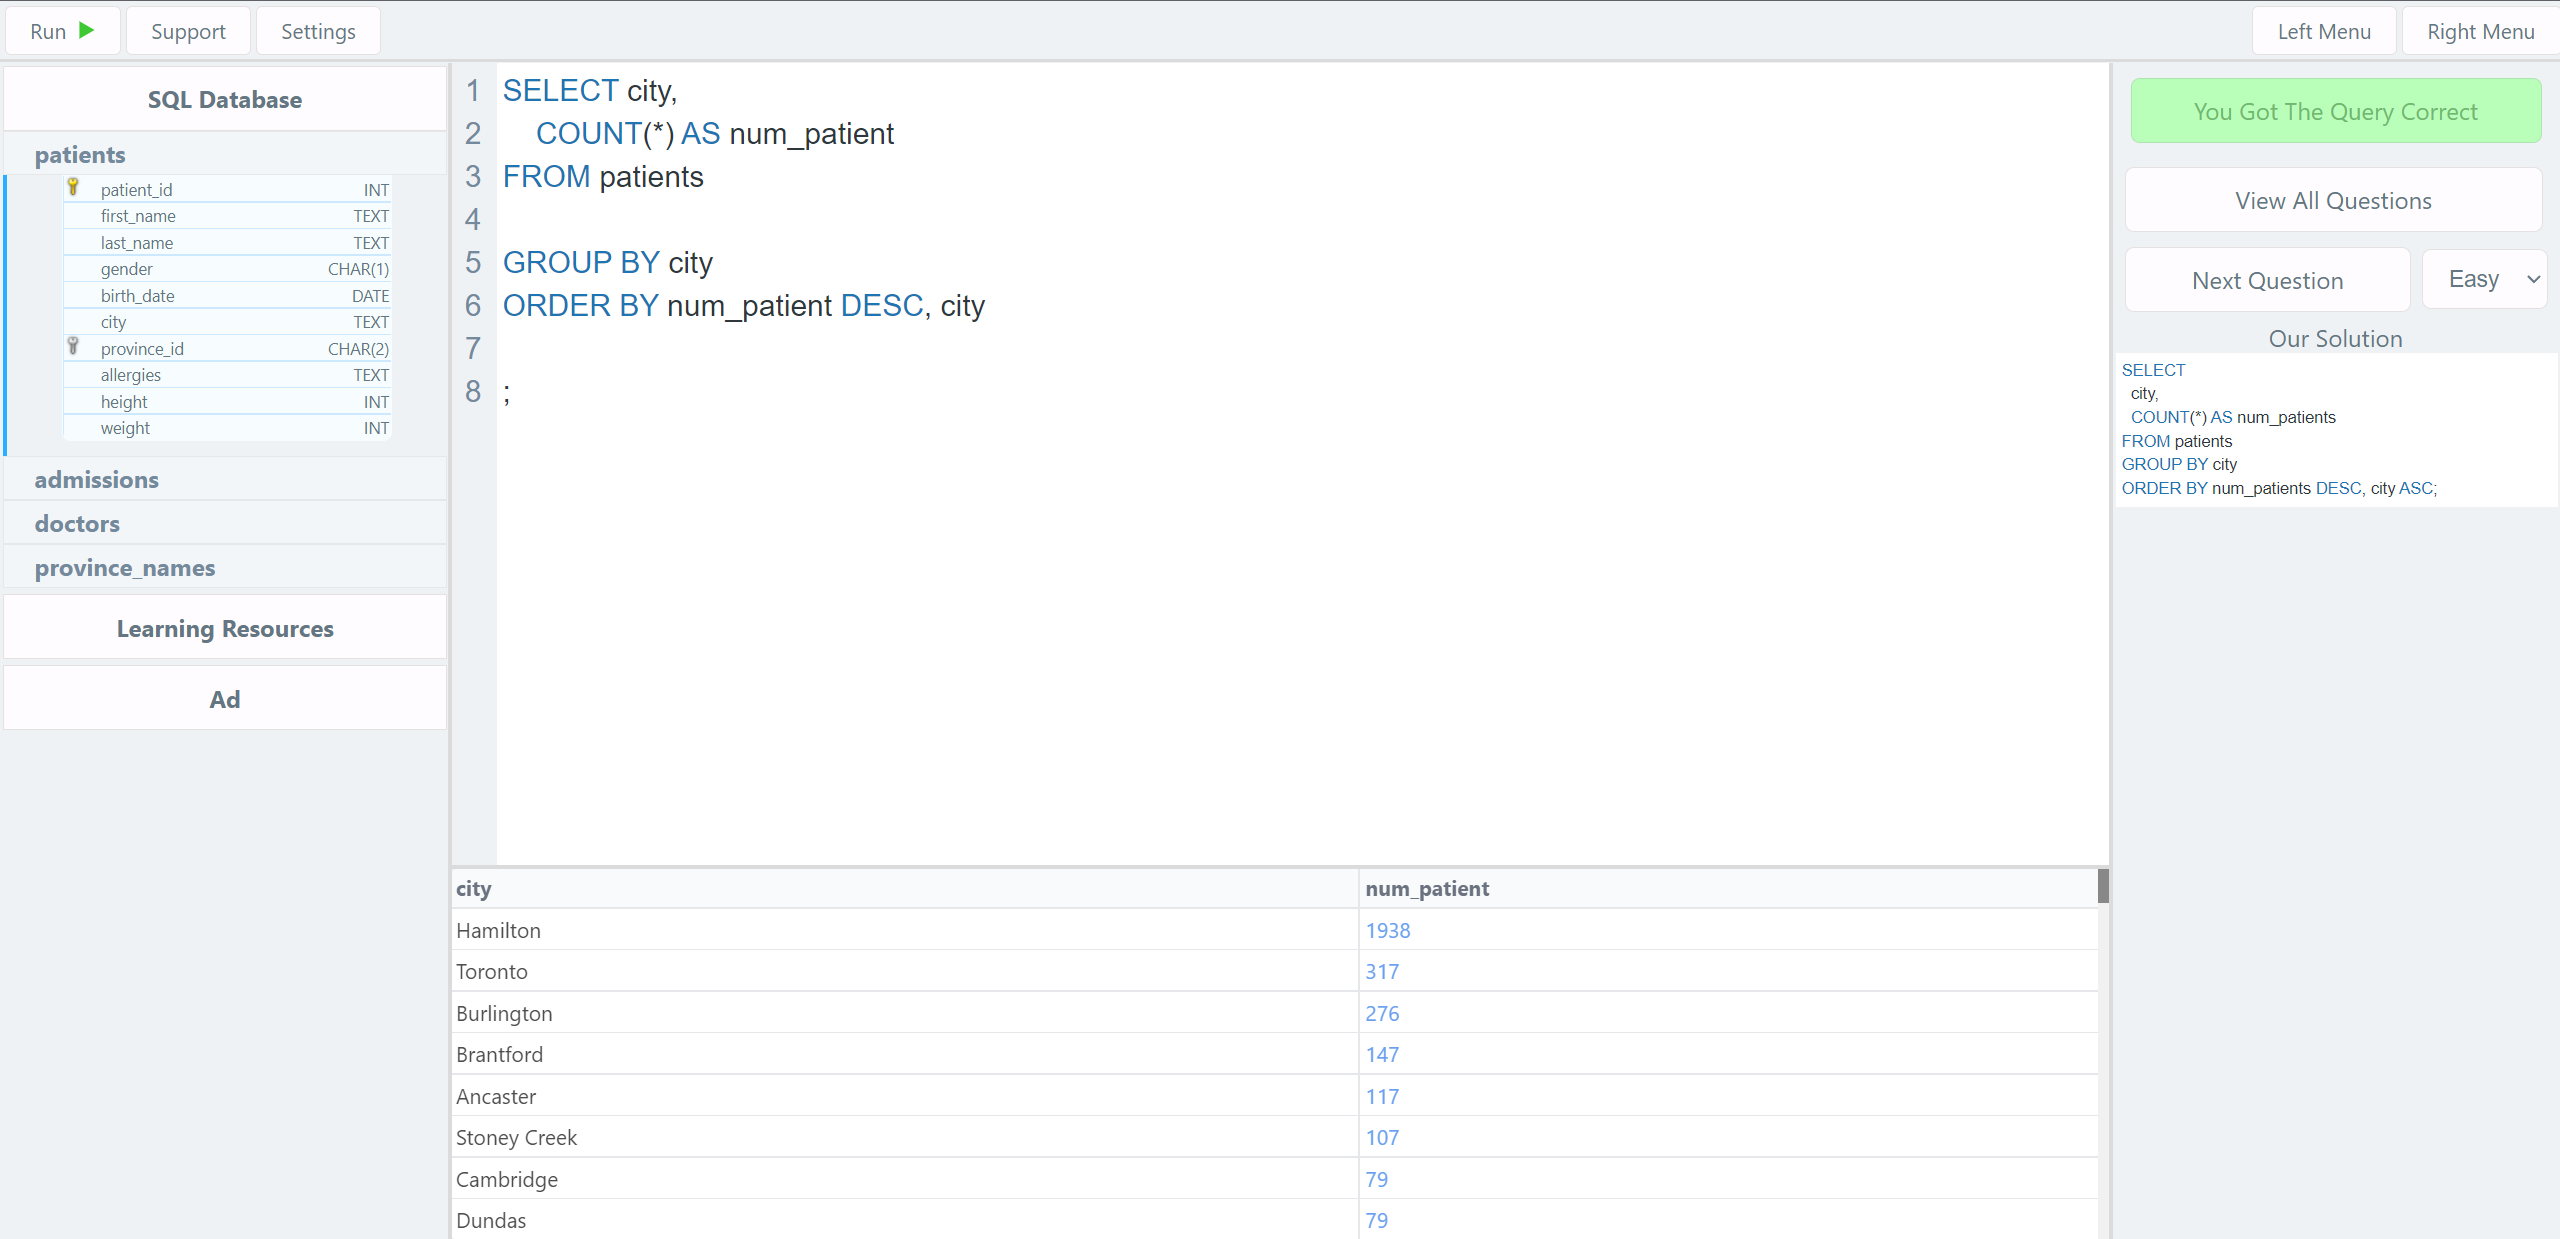 Run Support Settings Left Menu Right Menu
SQL Database
patients
patient_id INT
first_name TEXT
last_name TEXT
gender CHAR(1)
birth_date DATE
city TEXT
province_id CHAR(2)
allergies TEXT
height INT
weight INT
admissions
doctors
province_names
Learning Resources
Ad
1 SELECT city,
2 COUNT(*) AS num_patient
3 FROM patients
4
5 GROUP BY city
6 ORDER BY num_patient DESC, city
7
8 ;
city num_patient
Hamilton 1938
Toronto 317
Burlington 276
Brantford 147
Ancaster 117
Stoney Creek 107
Cambridge 79
Dundas 79
You Got The Query Correct
View All Questions
Next Question Easy
Our Solution
SELECT
city,
COUNT(*) AS num_patients
FROM patients
GROUP BY city
ORDER BY num_patients DESC, city ASC;